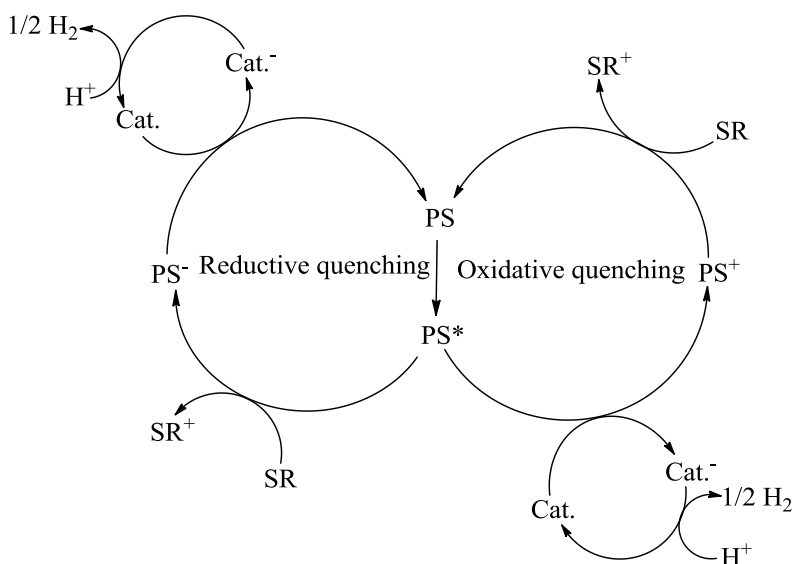 1/2 H₂
Cat.⁻
H⁺
Cat.
SR⁺
SR
PS
PS⁻
Reductive quenching
Oxidative quenching
PS⁺
PS*
SR⁺
SR
Cat.⁻
Cat.
1/2 H₂
H⁺